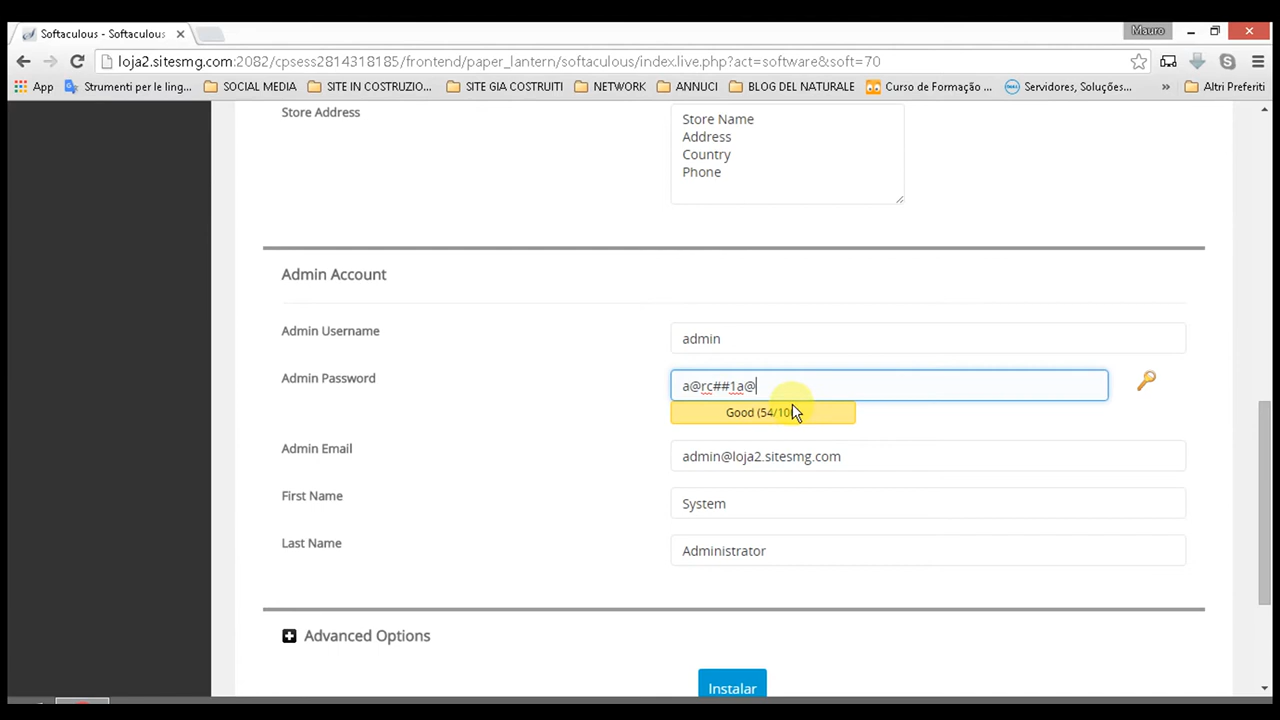 Softaculous - Softaculous
Mauro
loja2.sitesmg.com:2082/cpsess2814318185/frontend/paper_lantern/softaculous/index.live.php?act=software&soft=70
App Strumenti per le ling... SOCIAL MEDIA SITE IN COSTRUZIO... SITE GIA COSTRUITI NETWORK ANNUCI BLOG DEL NATURALE Curso de Formação ... Servidores, Soluções... » Altri Preferiti
Store Address
Store Name
Address
Country
Phone
Admin Account
Admin Username
admin
Admin Password
a@rc##1a@
Good (54/10
Admin Email
admin@loja2.sitesmg.com
First Name
System
Last Name
Administrator
Advanced Options
Instalar